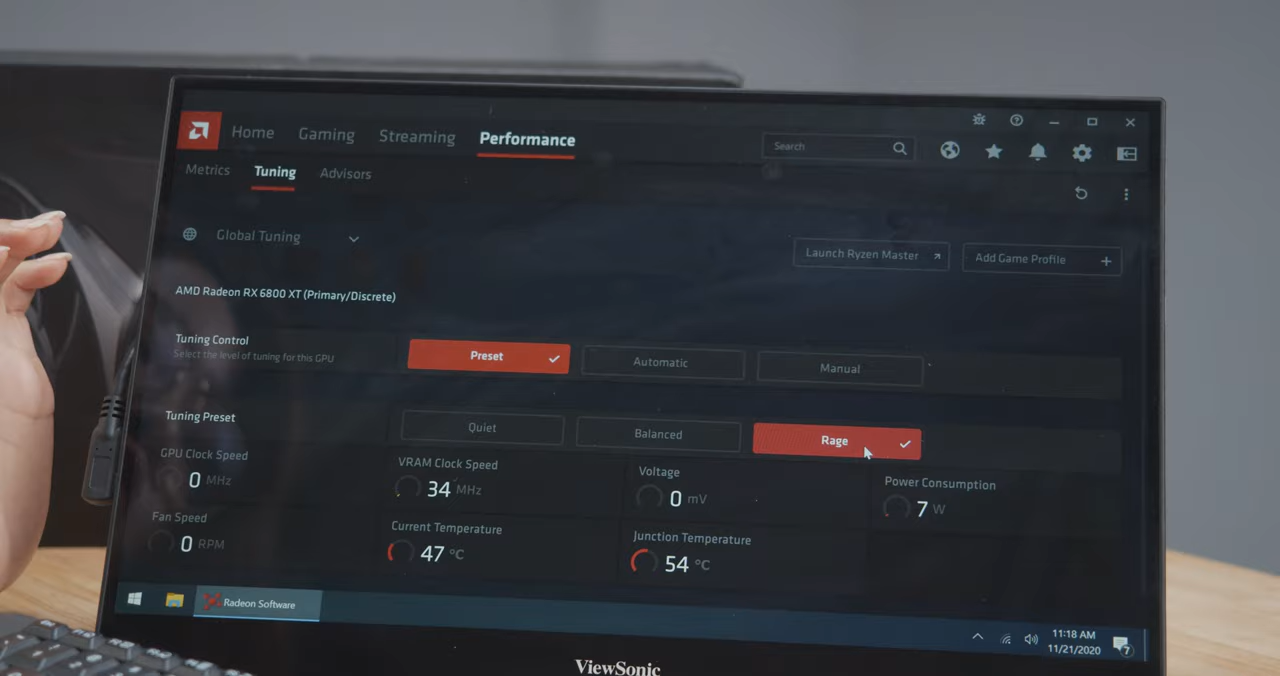 Home Gaming Streaming Performance Search
Metrics Tuning Advisors
Global Tuning Launch Ryzen Master Add Game Profile
AMD Radeon RX 6800 XT (Primary/Discrete)
Tuning Control Preset Automatic Manual
Select the level of tuning for this GPU
Tuning Preset Quiet Balanced Rage
GPU Clock Speed VRAM Clock Speed Voltage Power Consumption
0 MHz 34 MHz 0 mV 7 W
Fan Speed Current Temperature Junction Temperature
0 RPM 47 °C 54 °C
Radeon Software 11:18 AM
11/21/2020 7
ViewSonic